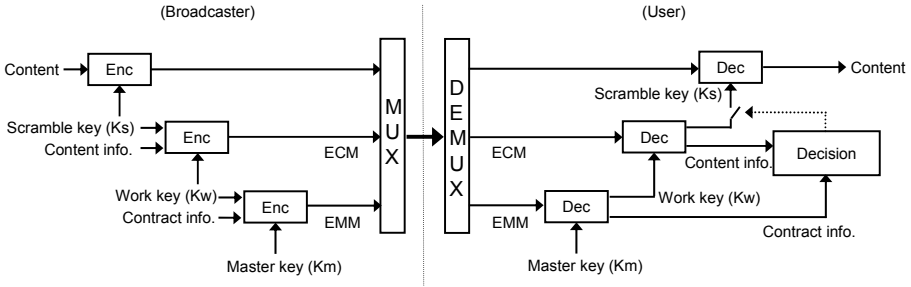 (Broadcaster)
(User)
Content
Enc
MUX
DEMUX
Dec
Content
Scramble key (Ks)
Content info.
Enc
ECM
ECM
Dec
Scramble key (Ks)
Content info.
Decision
Work key (Kw)
Contract info.
Enc
EMM
EMM
Dec
Work key (Kw)
Contract info.
Master key (Km)
Master key (Km)